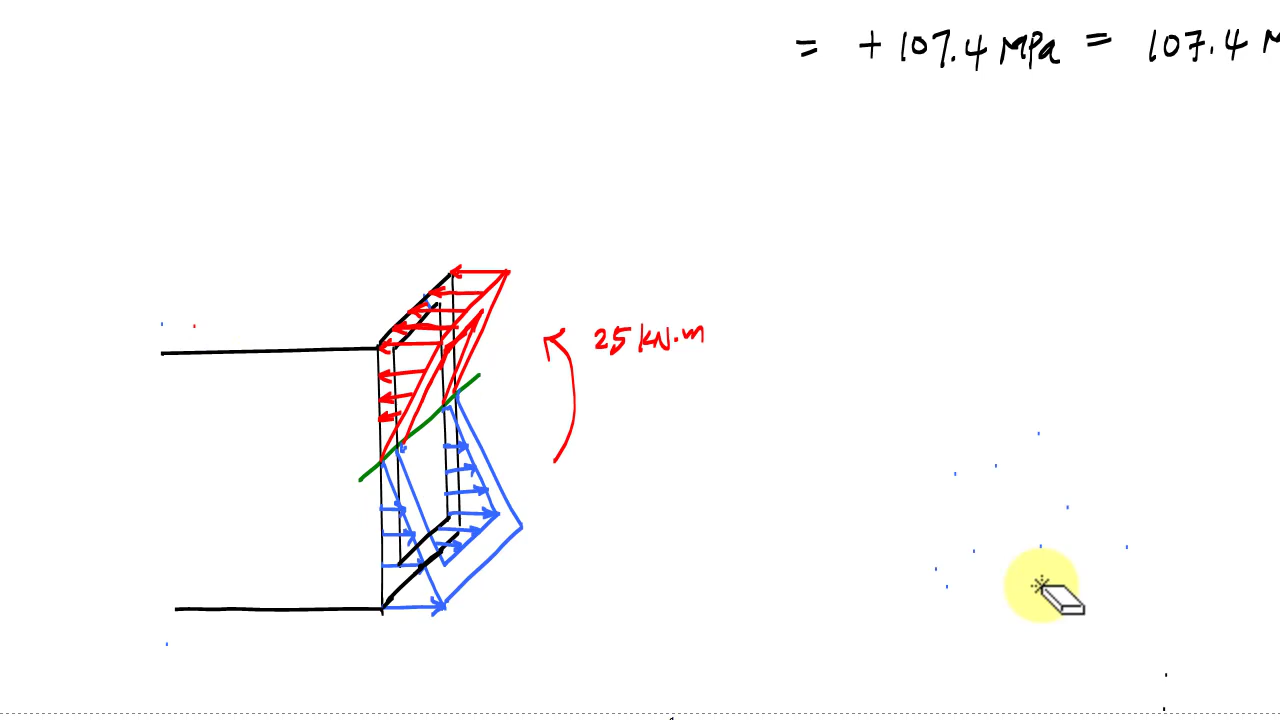 = +107.4 MPa = 107.4
25 kN.m